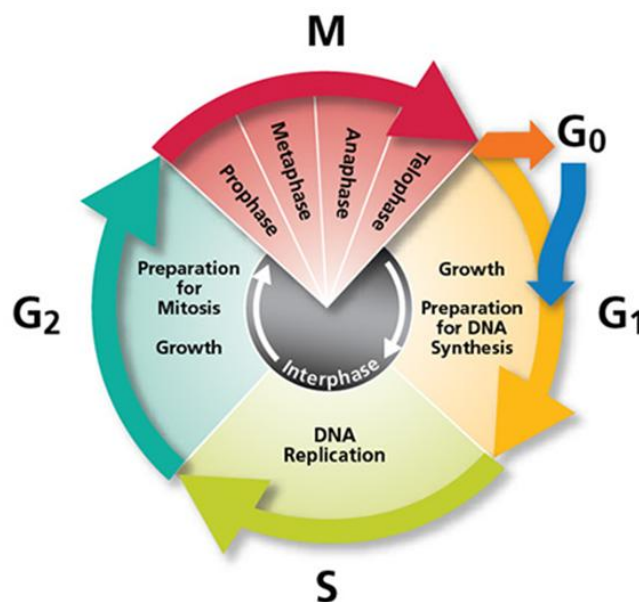 M
Prophase
Metaphase
Anaphase
Telophase
G₀
G₁
Growth
Preparation
for DNA
Synthesis
S
DNA
Replication
G₂
Preparation
for
Mitosis
Growth
Interphase